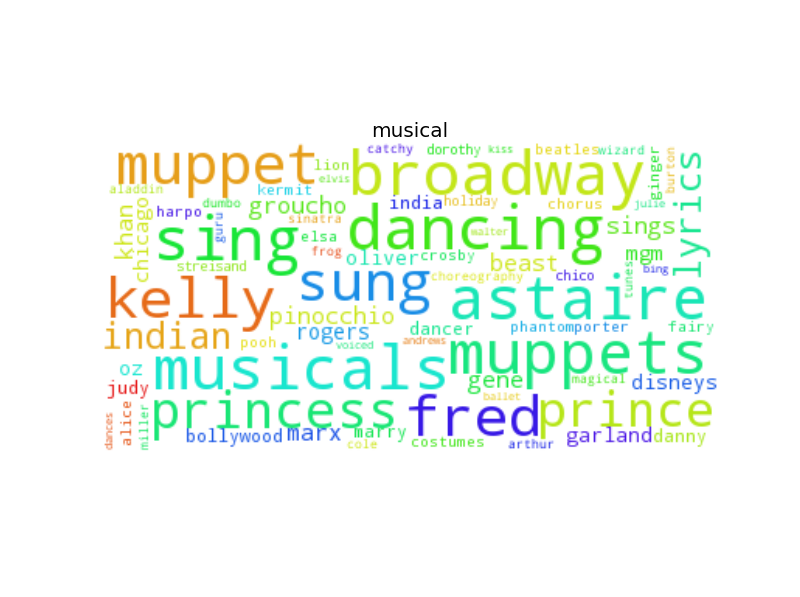 musical
catchy dorothy kiss beatles wizard
muppet lion broadway ginger burton lyrics
aladdin elvis kermit
khan chicago harpo dumbo groucho india holiday chorus julie
sing guru sinatra elsa dancing walter sings
frog oliver crosby beast mgm
streisand sung choreography chico tunes bing
kelly pinocchio astaire
indian pooh rogers voiced dancer phantom porter fairy
andrews
oz musicals muppets
judy gene magical disneys
dances alice miller princess fred ballet prince
bollywood marx marry costumes arthur garland danny
cole